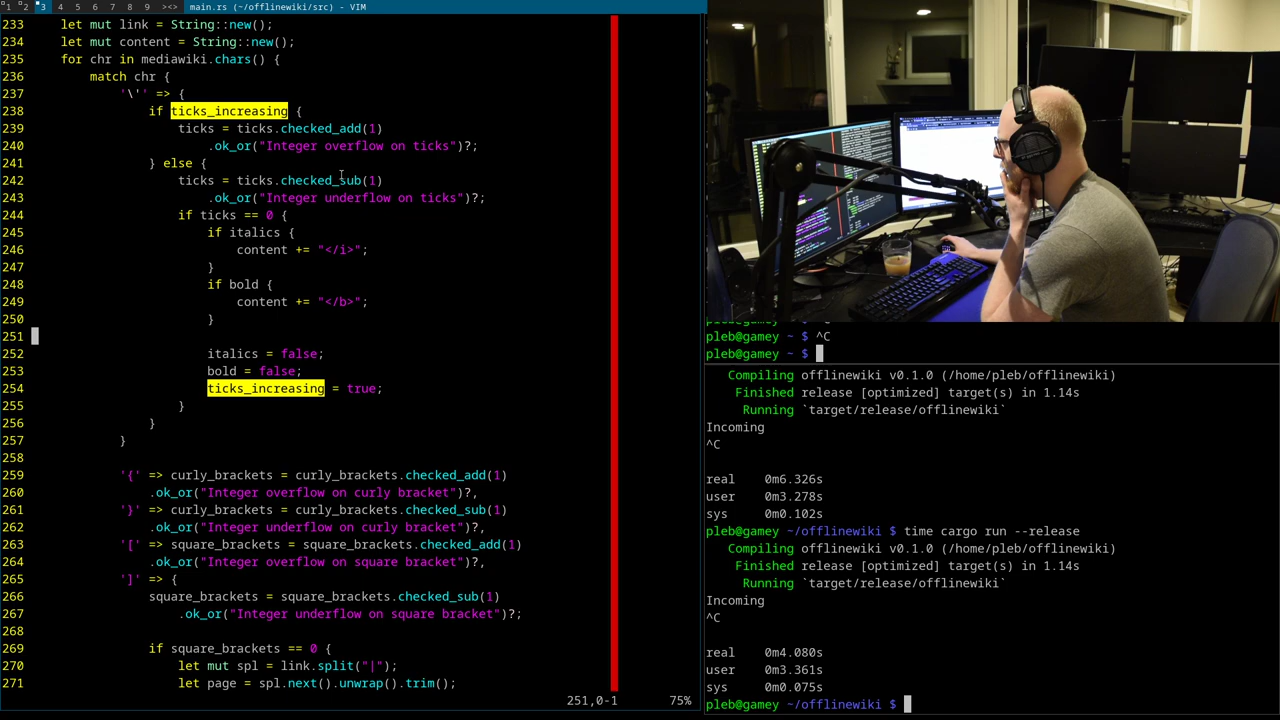 1 2 3 4 5 6 7 8 9 ><> main.rs (~/offlinewiki/src) - VIM
233 let mut link = String::new();
234 let mut content = String::new();
235 for chr in mediawiki.chars() {
236 match chr {
237 '\'' => {
238 if ticks_increasing {
239 ticks = ticks.checked_add(1)
240 .ok_or("Integer overflow on ticks")?;
241 } else {
242 ticks = ticks.checked_sub(1)
243 .ok_or("Integer underflow on ticks")?;
244 if ticks == 0 {
245 if italics {
246 content += "</i>";
247 }
248 if bold {
249 content += "</b>";
250 }
251
252 italics = false;
253 bold = false;
254 ticks_increasing = true;
255 }
256 }
257 }
258
259 '{' => curly_brackets = curly_brackets.checked_add(1)
260 .ok_or("Integer overflow on curly bracket")?,
261 '}' => curly_brackets = curly_brackets.checked_sub(1)
262 .ok_or("Integer underflow on curly bracket")?,
263 '[' => square_brackets = square_brackets.checked_add(1)
264 .ok_or("Integer overflow on square bracket")?,
265 ']' => {
266 square_brackets = square_brackets.checked_sub(1)
267 .ok_or("Integer underflow on square bracket")?;
268
269 if square_brackets == 0 {
270 let mut spl = link.split("|");
271 let page = spl.next().unwrap().trim();
251,0-1 75%
pleb@gamey ~ $ ^C
pleb@gamey ~ $
Compiling offlinewiki v0.1.0 (/home/pleb/offlinewiki)
Finished release [optimized] target(s) in 1.14s
Running `target/release/offlinewiki`
Incoming
^C
real 0m6.326s
user 0m3.278s
sys 0m0.102s
pleb@gamey ~/offlinewiki $ time cargo run --release
Compiling offlinewiki v0.1.0 (/home/pleb/offlinewiki)
Finished release [optimized] target(s) in 1.14s
Running `target/release/offlinewiki`
Incoming
^C
real 0m4.080s
user 0m3.361s
sys 0m0.075s
pleb@gamey ~/offlinewiki $